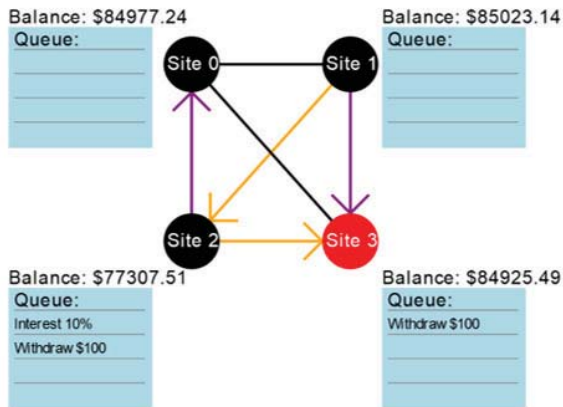 Balance: $84977.24
Queue:
Balance: $85023.14
Queue:
Site 0
Site 1
Site 2
Site 3
Balance: $77307.51
Queue:
Interest 10%
Withdraw $100
Balance: $84925.49
Queue:
Withdraw $100